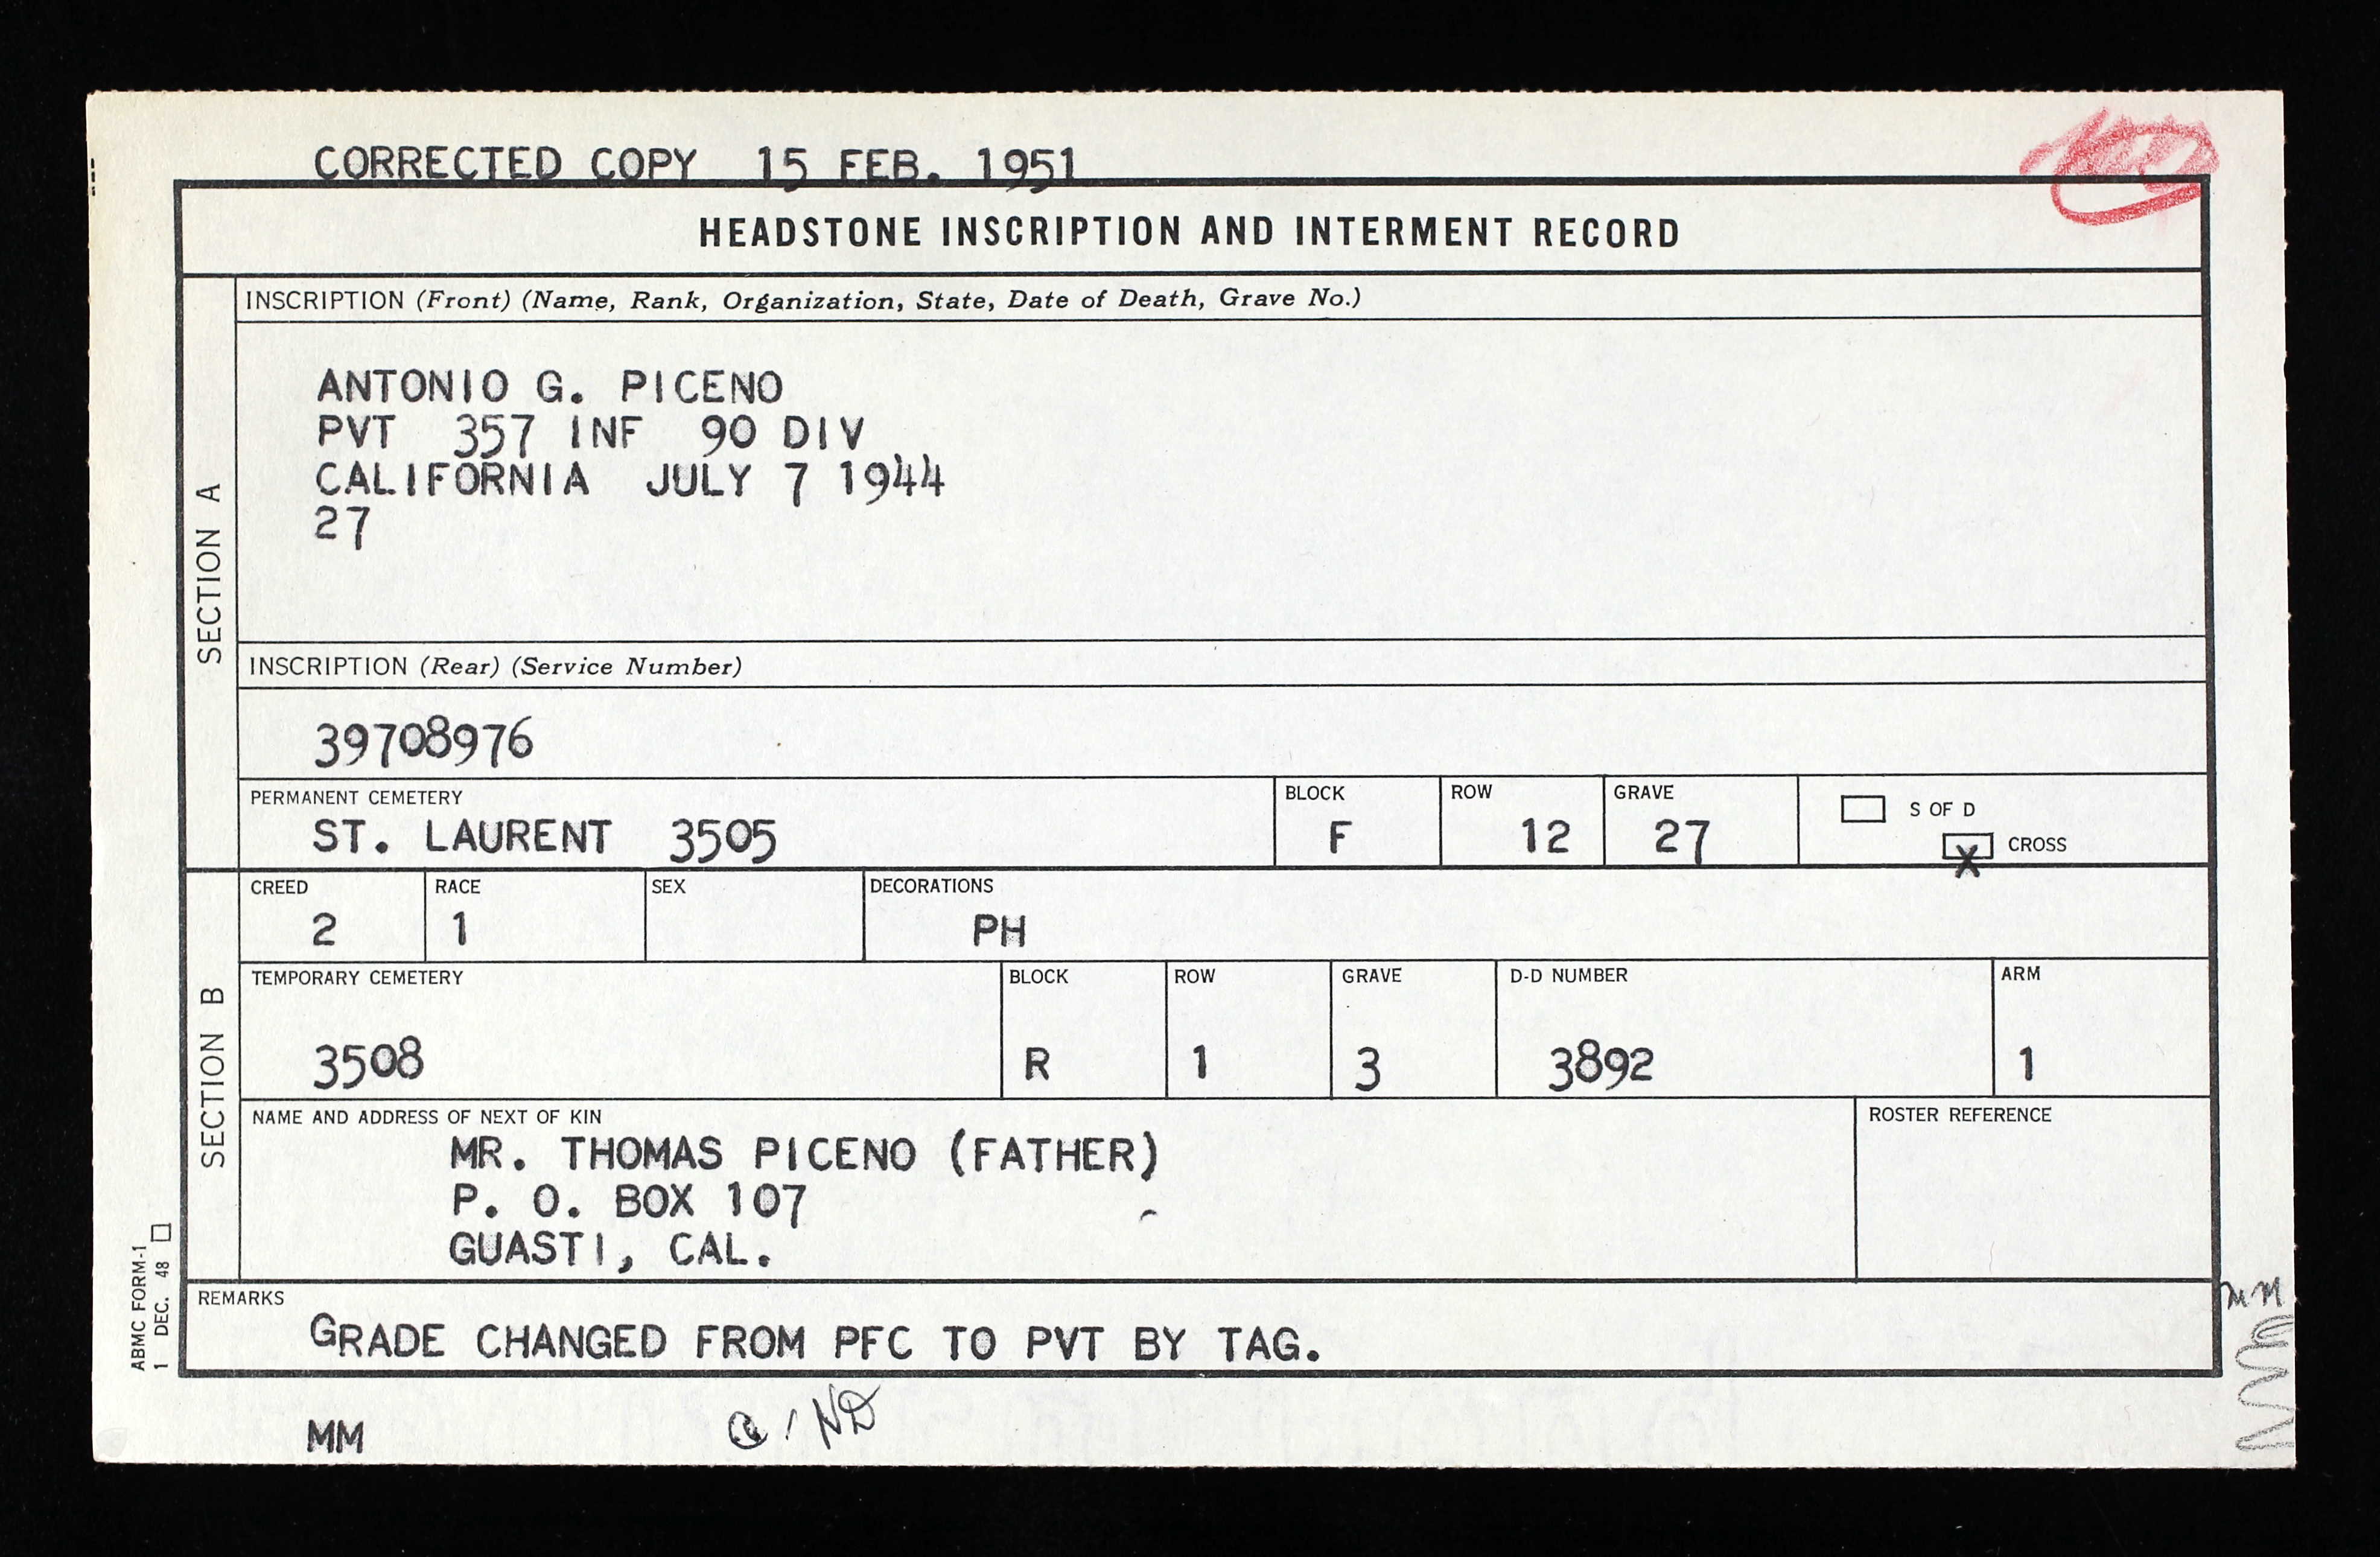 CORRECTED COPY 15 FEB. 1951
HEADSTONE INSCRIPTION AND INTERMENT RECORD
SECTION A
INSCRIPTION (Front) (Name, Rank, Organization, State, Date of Death, Grave No.)
ANTONIO G. PICENO
PVT 357 INF 90 DIV
CALIFORNIA JULY 7 1944
27
INSCRIPTION (Rear) (Service Number)
39708976
PERMANENT CEMETERY BLOCK ROW GRAVE
ST. LAURENT 3505 F 12 27
S OF D
X CROSS
SECTION B
CREED RACE SEX DECORATIONS
2 1 PH
TEMPORARY CEMETERY BLOCK ROW GRAVE D-D NUMBER ARM
3508 R 1 3 3892 1
NAME AND ADDRESS OF NEXT OF KIN ROSTER REFERENCE
MR. THOMAS PICENO (FATHER)
P. O. BOX 107
GUASTI, CAL.
REMARKS
GRADE CHANGED FROM PFC TO PVT BY TAG.
ABMC FORM-1
1 DEC. 48
MM